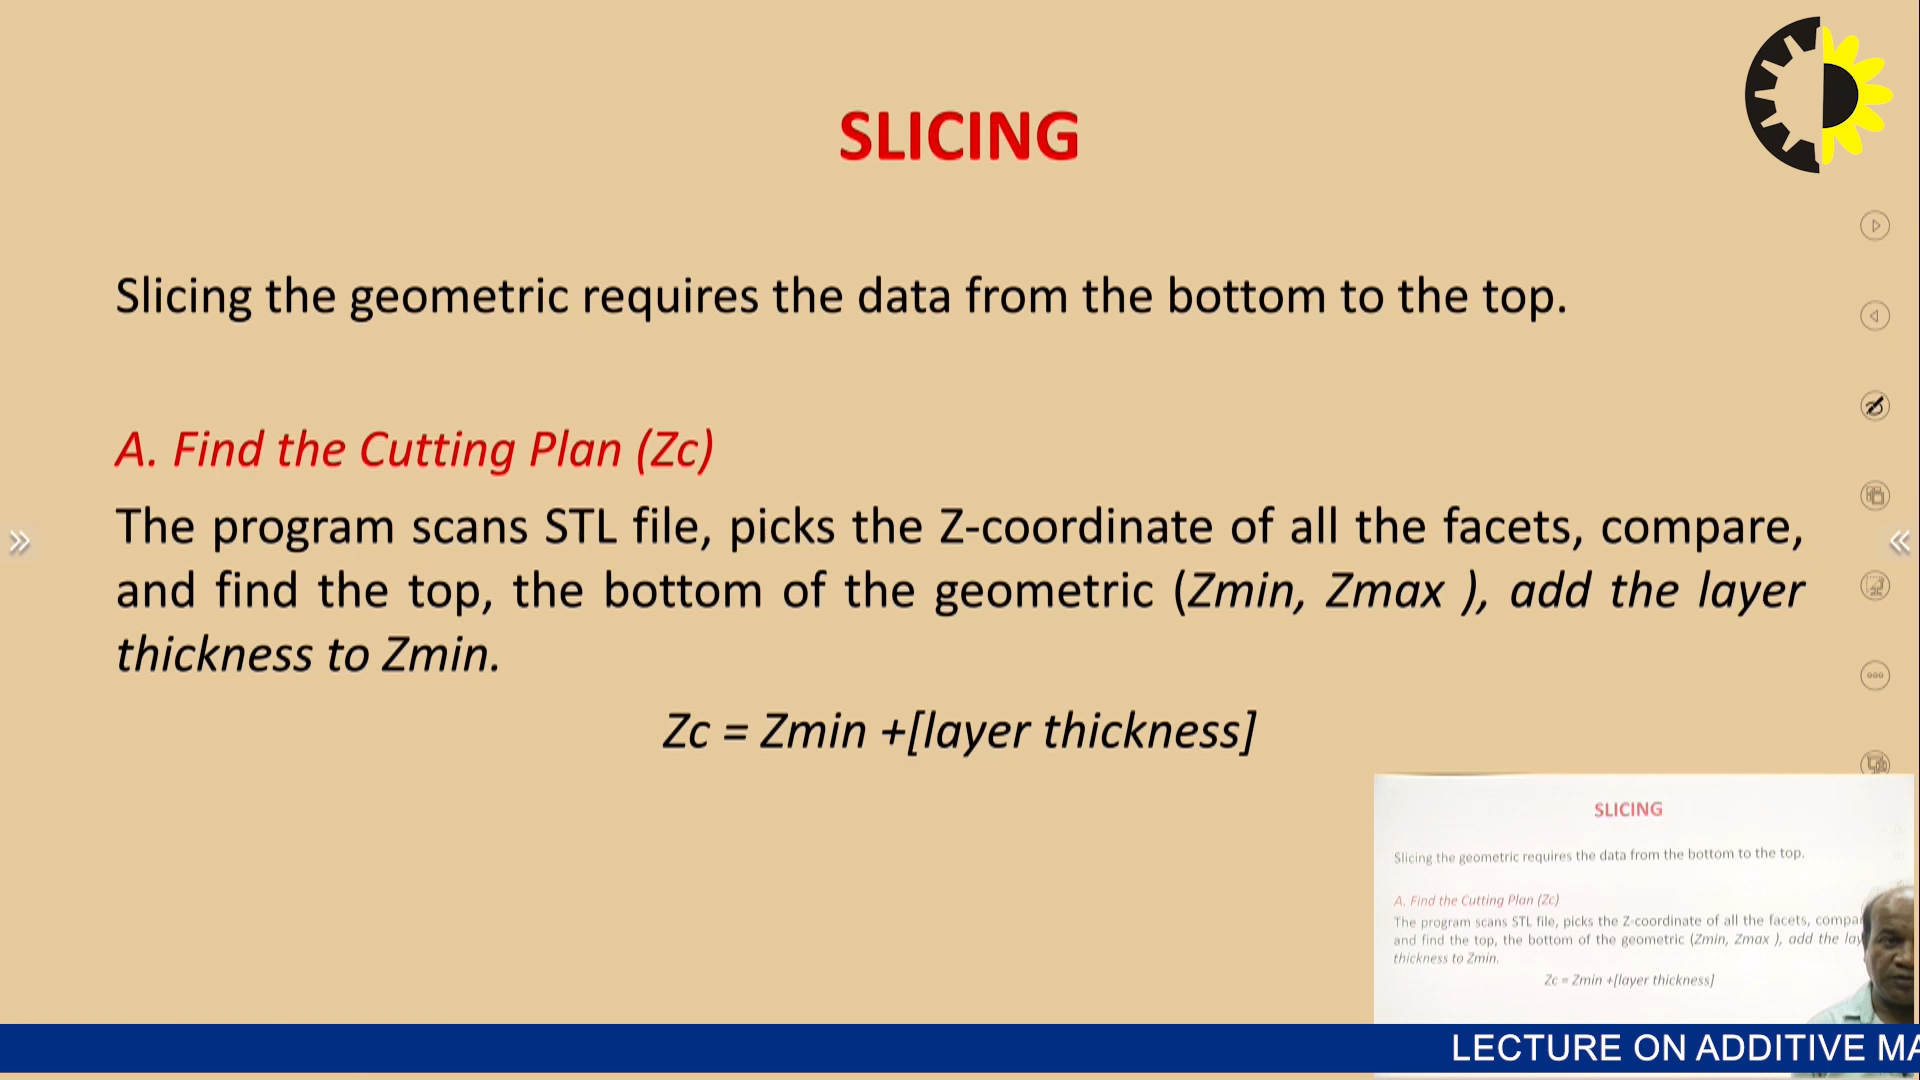 SLICING
Slicing the geometric requires the data from the bottom to the top.
A. Find the Cutting Plan (Zc)
The program scans STL file, picks the Z-coordinate of all the facets, compare,
and find the top, the bottom of the geometric (Zmin, Zmax ), add the layer
thickness to Zmin.
Zc = Zmin +[layer thickness]
SLICING
Slicing the geometric requires the data from the bottom to the top.
A. Find the Cutting Plan (Zc)
The program scans STL file, picks the Z-coordinate of all the facets, compar
and find the top, the bottom of the geometric (Zmin, Zmax ), add the lay
thickness to Zmin.
Zc = Zmin +[layer thickness]
LECTURE ON ADDITIVE MA